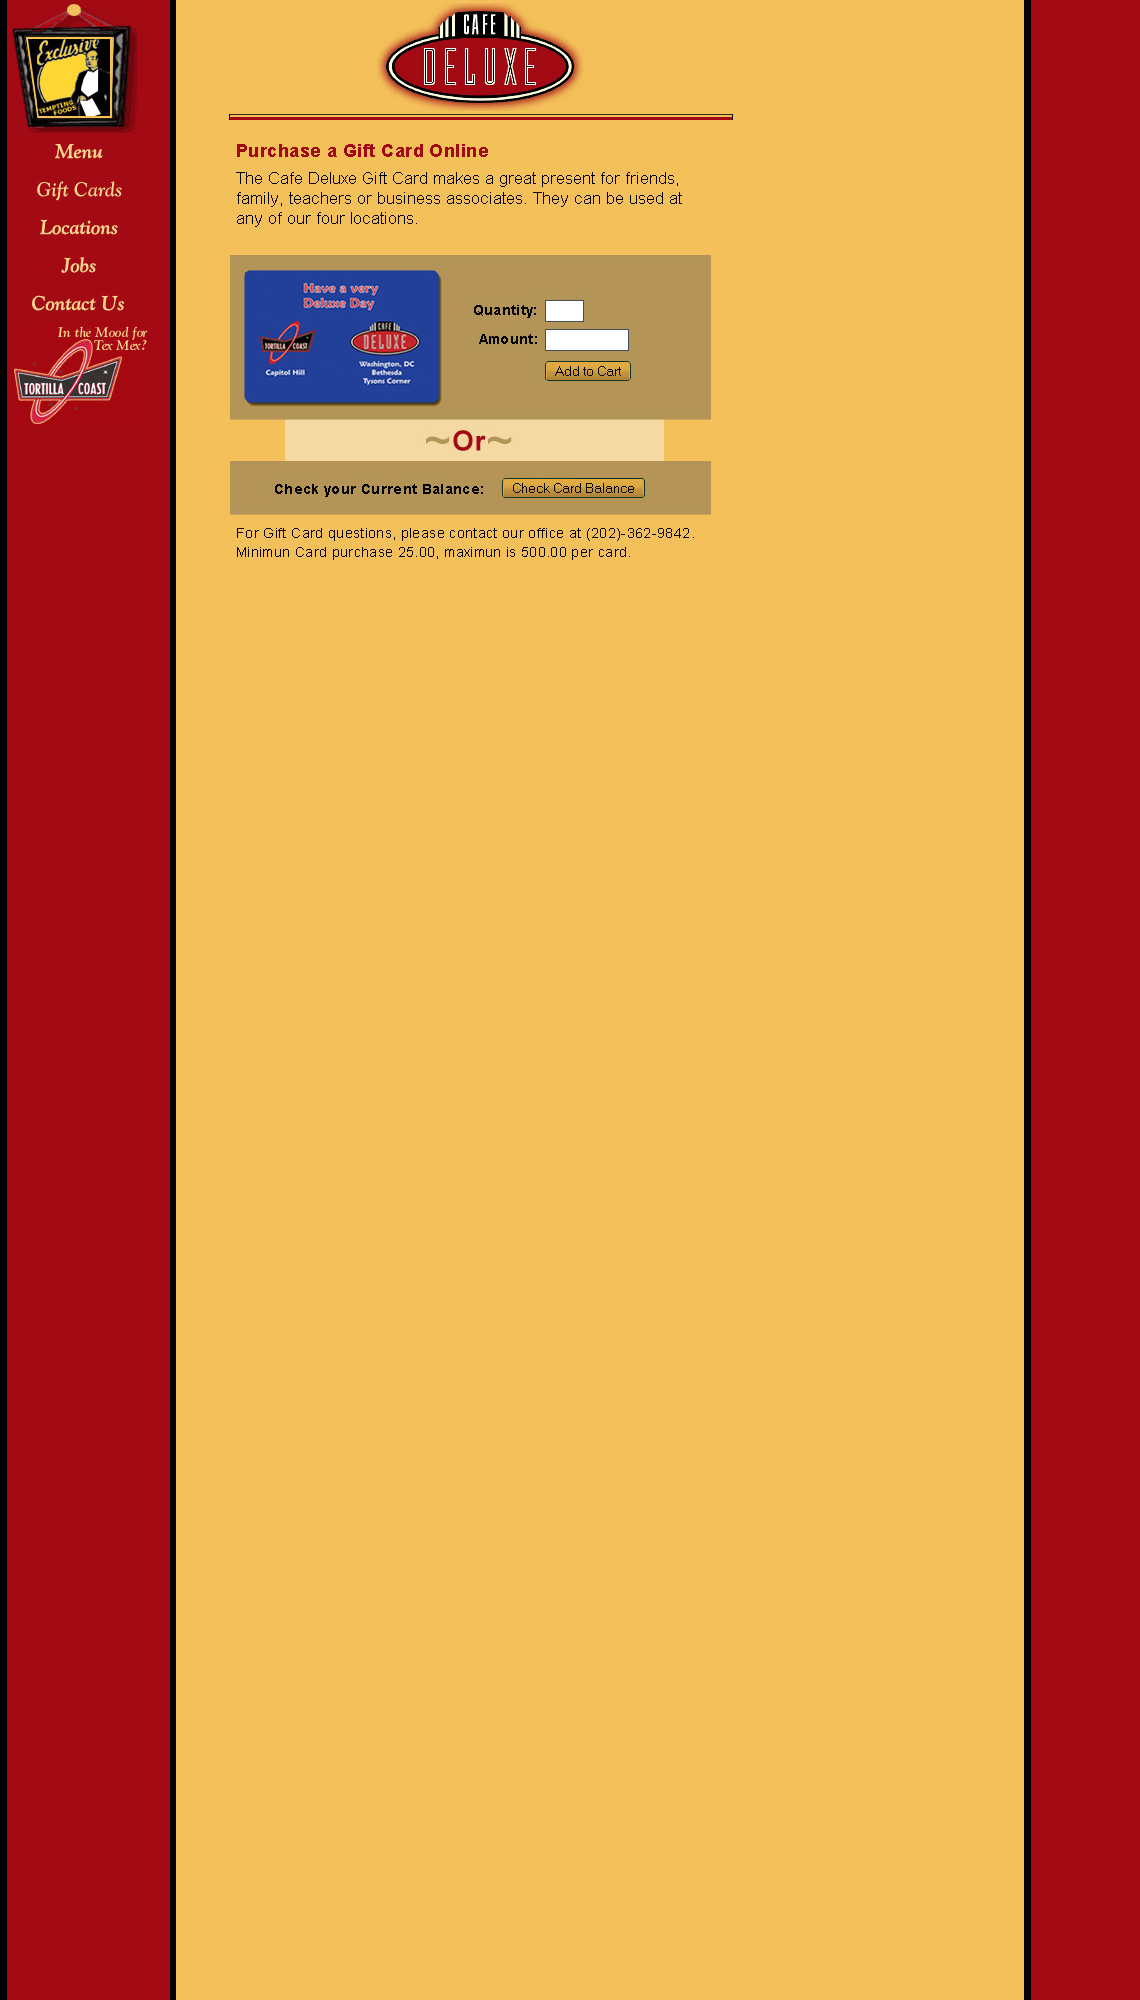 Exclusive
TEMPTING
FOODS
Menu
Gift Cards
Locations
Jobs
Contact Us
In the Mood for
Tex Mex?
TORTILLA COAST
CAFE
DELUXE
Purchase a Gift Card Online
The Cafe Deluxe Gift Card makes a great present for friends,
family, teachers or business associates. They can be used at
any of our four locations.
Have a very
Deluxe Day
TORTILLA COAST
Capitol Hill
CAFE
DELUXE
Washington, DC
Bethesda
Tysons Corner
Quantity:
Amount:
Add to Cart
~Or~
Check your Current Balance: Check Card Balance
For Gift Card questions, please contact our office at (202)-362-9842.
Minimun Card purchase 25.00, maximun is 500.00 per card.